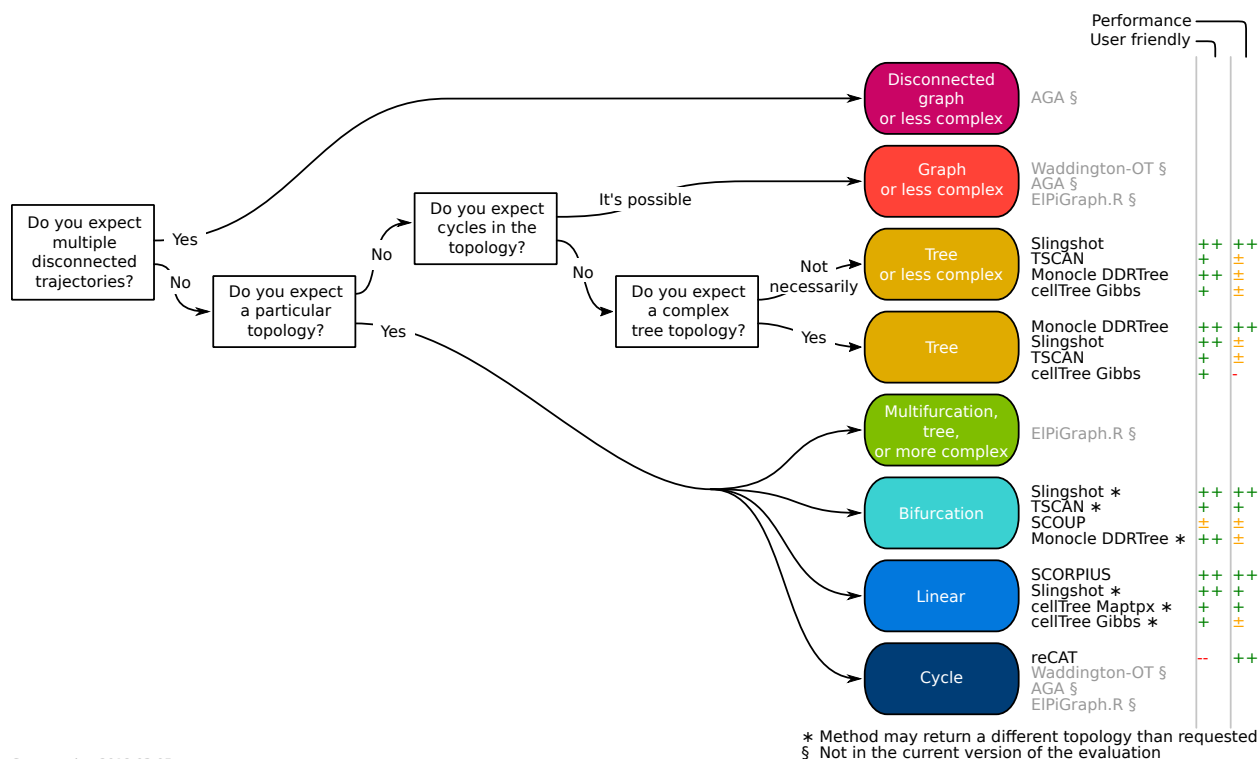 Performance
User friendly
Disconnected
graph
or less complex
AGA §
Graph
or less complex
Waddington-OT §
AGA §
ElPiGraph.R §
It's possible
Do you expect
cycles in the
topology?
Do you expect
multiple
disconnected
trajectories?
Yes
No
Do you expect
a particular
topology?
No
Yes
No
Do you expect
a complex
tree topology?
Not
necessarily
Yes
Tree
or less complex
Slingshot ++ ++
TSCAN + ±
Monocle DDRTree ++ ±
cellTree Gibbs + ±
Tree
Monocle DDRTree ++ ++
Slingshot ++ ±
TSCAN + ±
cellTree Gibbs + -
Multifurcation,
tree,
or more complex
ElPiGraph.R §
Bifurcation
Slingshot ∗ ++ ++
TSCAN ∗ + +
SCOUP ± ±
Monocle DDRTree ∗ ++ ±
Linear
SCORPIUS ++ ++
Slingshot ∗ ++ +
cellTree Maptpx ∗ + +
cellTree Gibbs ∗ + ±
Cycle
reCAT -- ++
Waddington-OT §
AGA §
ElPiGraph.R §
∗ Method may return a different topology than requested
§ Not in the current version of the evaluation